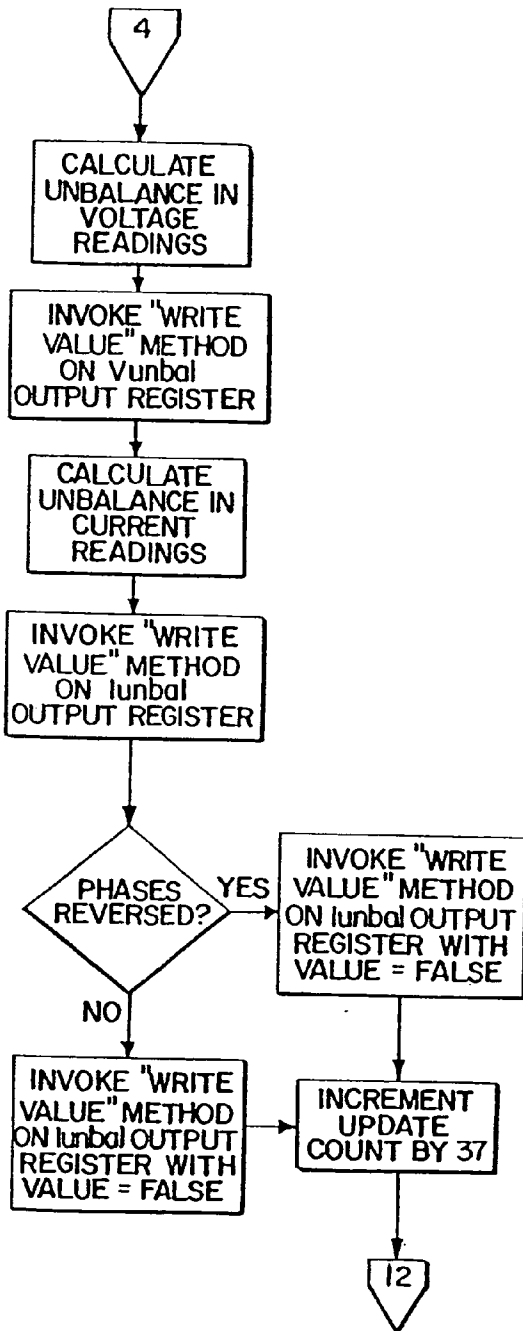 4
CALCULATE
UNBALANCE IN
VOLTAGE
READINGS
INVOKE "WRITE
VALUE" METHOD
ON Vunbal
OUTPUT REGISTER
CALCULATE
UNBALANCE IN
CURRENT
READINGS
INVOKE "WRITE
VALUE" METHOD
ON Iunbal
OUTPUT REGISTER
PHASES
REVERSED?
YES
INVOKE "WRITE
VALUE" METHOD
ON Iunbal OUTPUT
REGISTER WITH
VALUE = FALSE
NO
INVOKE "WRITE
VALUE" METHOD
ON Iunbal OUTPUT
REGISTER WITH
VALUE = FALSE
INCREMENT
UPDATE
COUNT BY 37
12